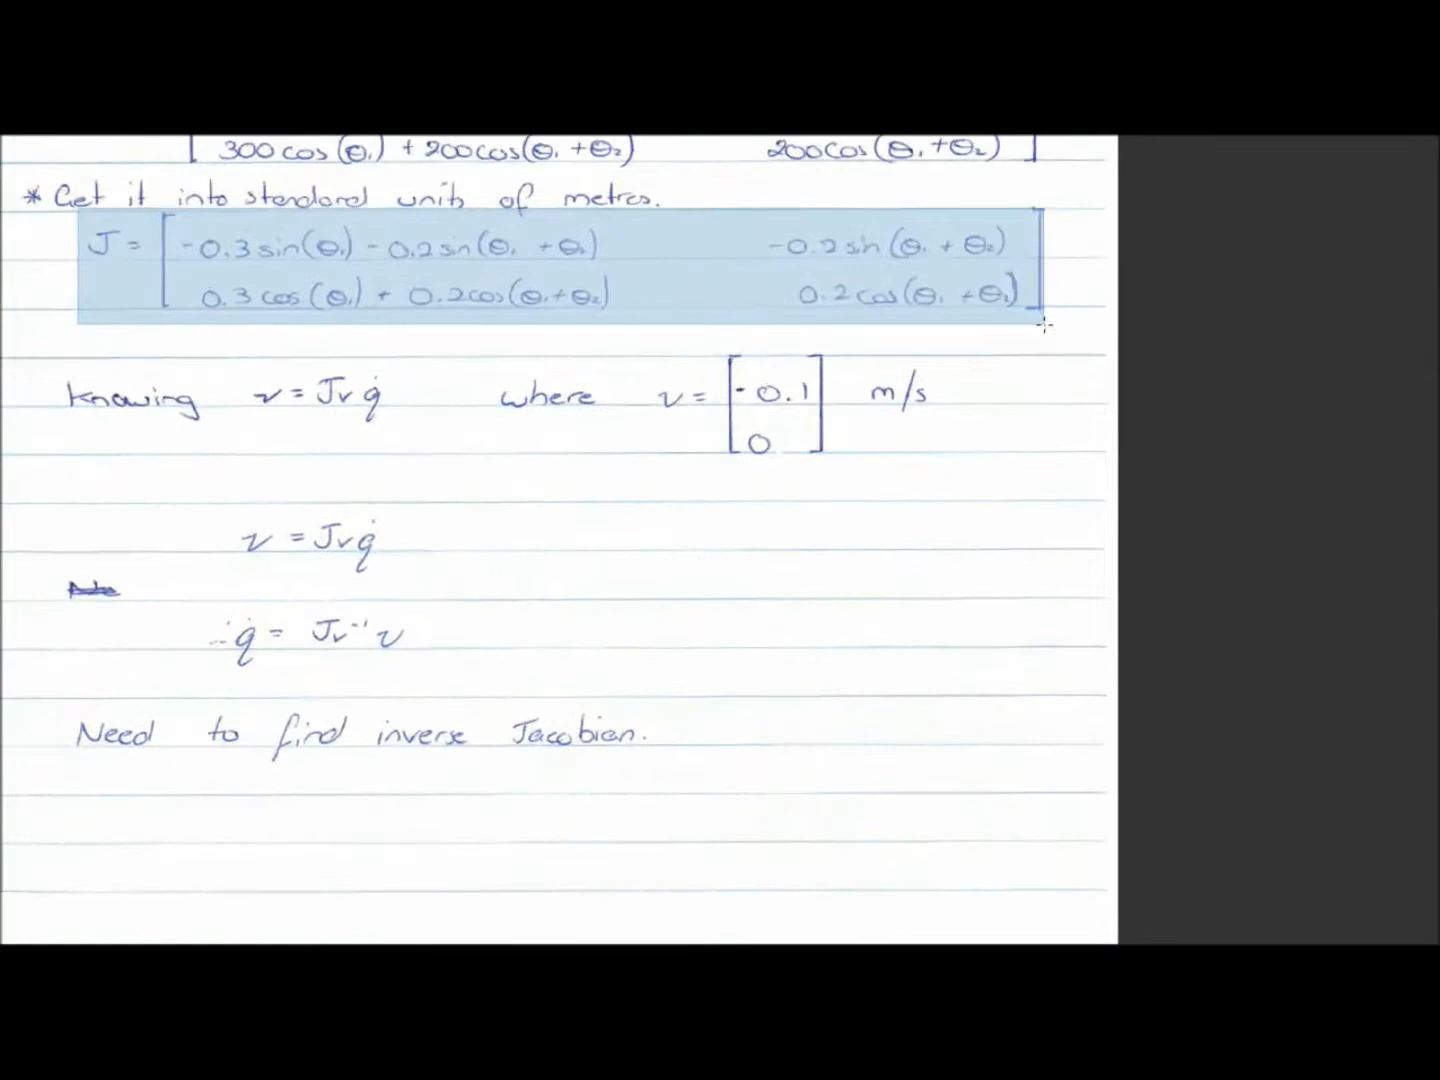 300cos(θ₁) + 200cos(θ₁ + θ₂) 200cos(θ₁ + θ₂)
* Get it into standard units of metres.
J = [ -0.3 sin(θ₁) - 0.2 sin(θ₁ + θ₂) -0.2 sin(θ₁ + θ₂)
0.3 cos(θ₁) + 0.2cos(θ₁+θ₂) 0.2 cos(θ₁ + θ₂) ]
Knowing v = Jv q̇ where v = [ -0.1 m/s
0 ]
v = Jv q̇
∴ q̇ = Jv⁻¹ v
Need to find inverse Jacobian.